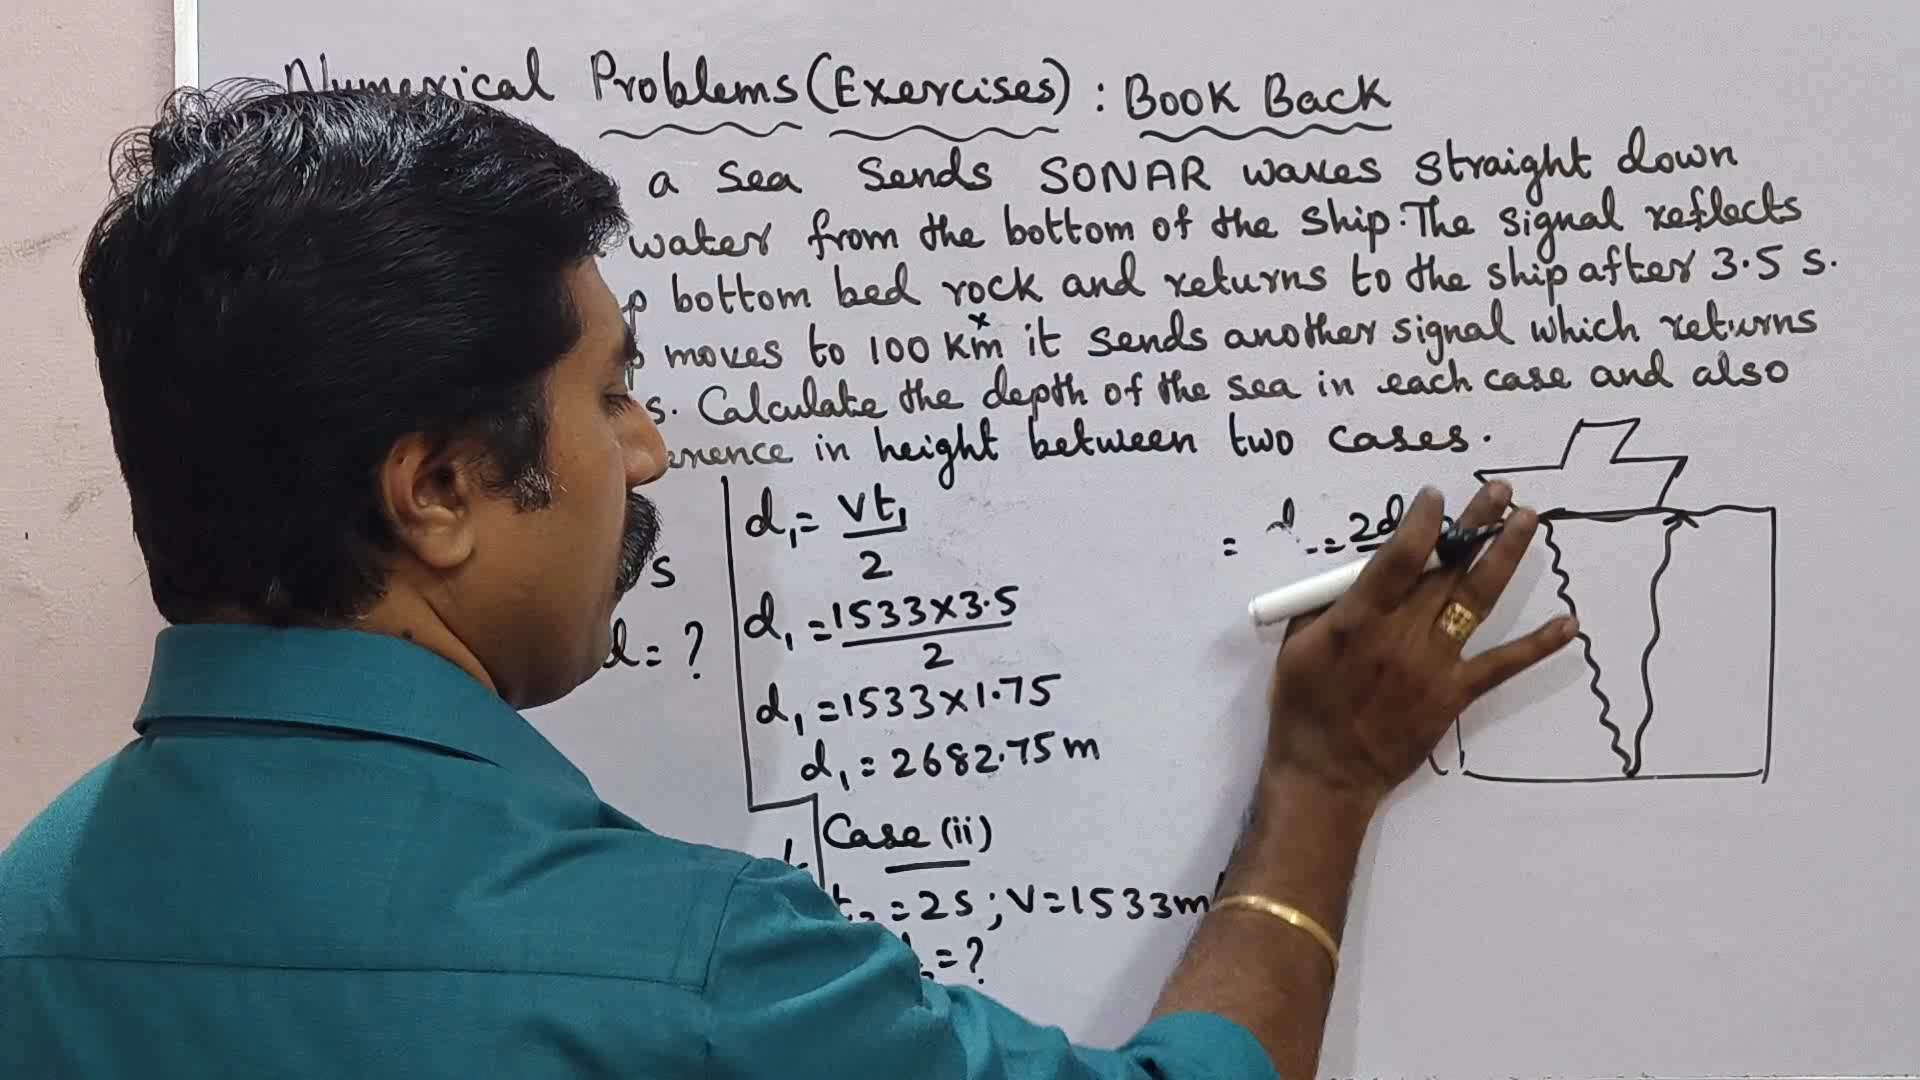 Numerical Problems (Exercises) : Book Back
a sea sends SONAR waves straight down
water from the bottom of the ship. The signal reflects
p bottom bed rock and returns to the ship after 3.5 s.
p moves to 100 km it sends another signal which returns
s. Calculate the depth of the sea in each case and also
erence in height between two cases.
d₁ = vt₁/2
= 2d
s
d₁ = 1533×3.5/2
d = ?
d₁ = 1533×1.75
d₁ = 2682.75 m
Case (ii)
t₂ = 2s ; V = 1533 m
= ?